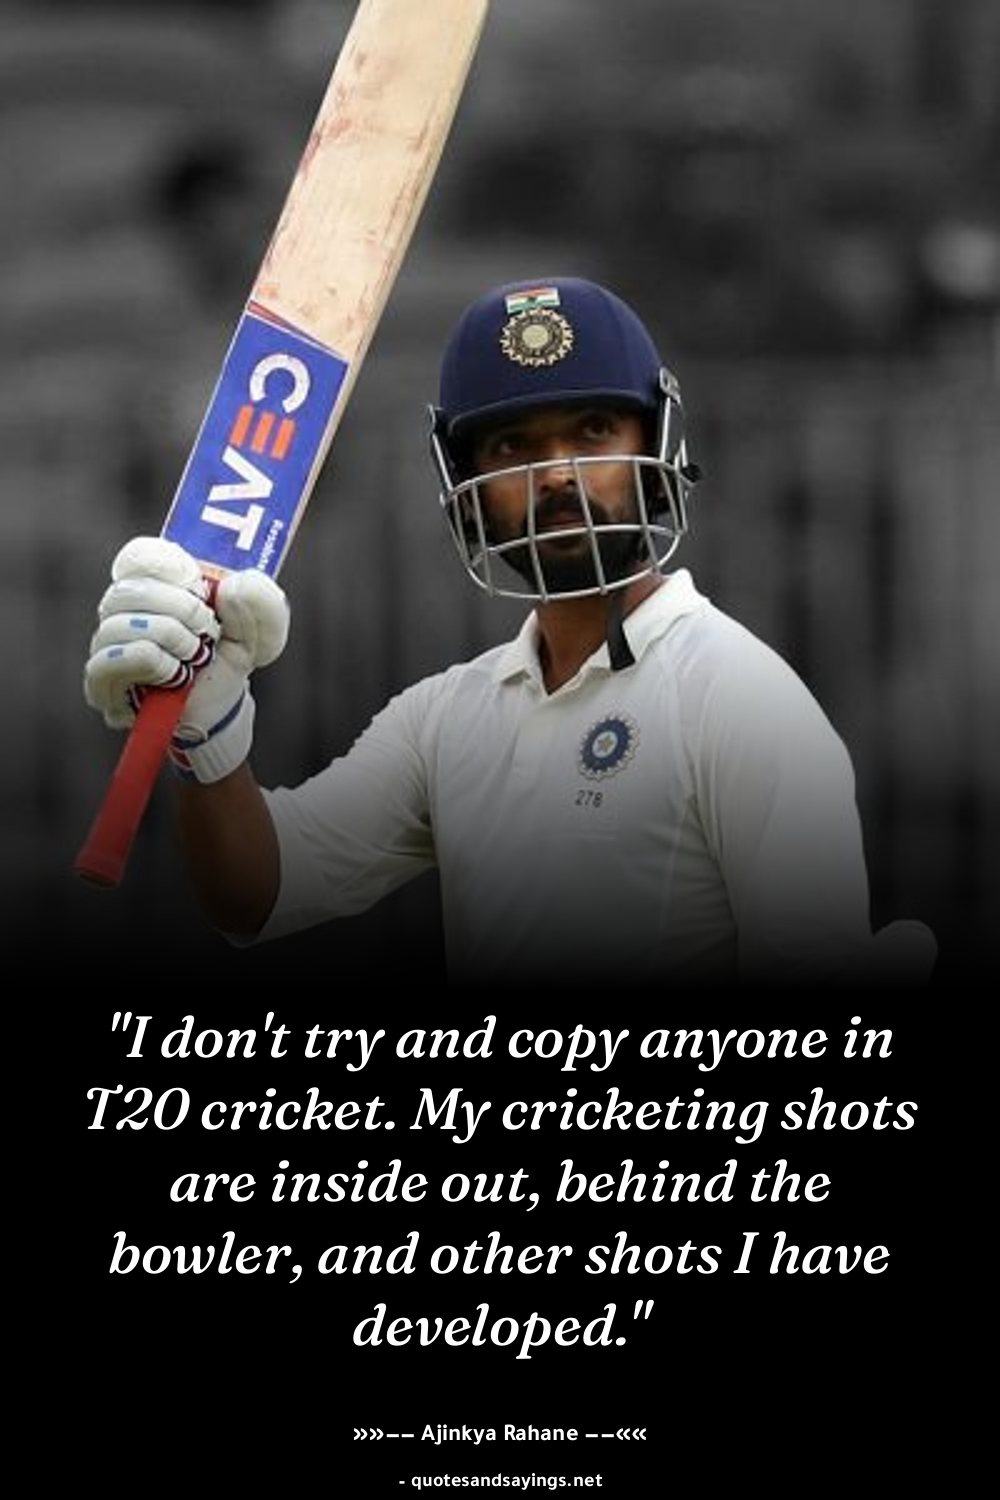 CEAT
278
"I don't try and copy anyone in
T20 cricket. My cricketing shots
are inside out, behind the
bowler, and other shots I have
developed."
»»–– Ajinkya Rahane ––««
- quotesandsayings.net